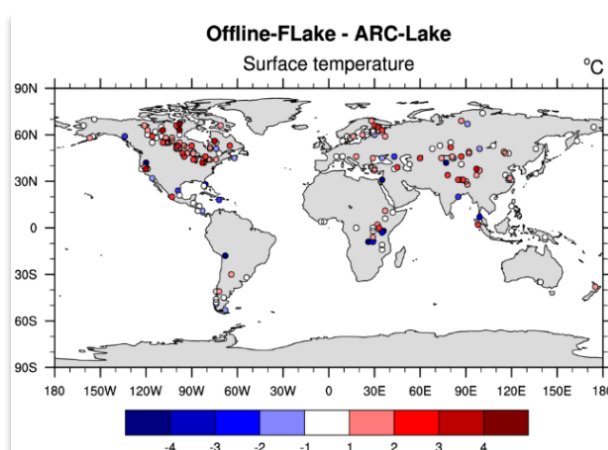 Offline-FLake - ARC-Lake
Surface temperature
°C
90N
60N
30N
0
30S
60S
90S
180 150W 120W 90W 60W 30W 0 30E 60E 90E 120E 150E 18
-4 -3 -2 -1 1 2 3 4